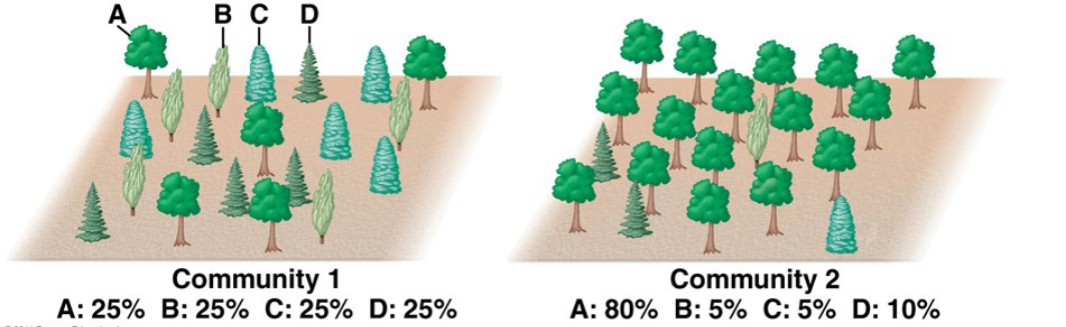 A B C D
Community 1
A: 25% B: 25% C: 25% D: 25%
Community 2
A: 80% B: 5% C: 5% D: 10%